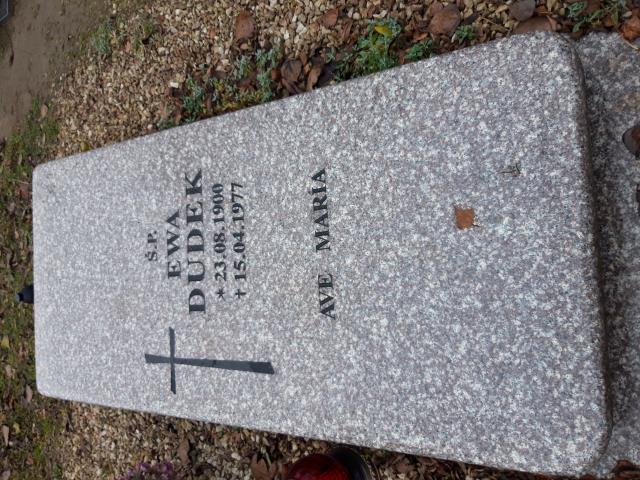 Ś.P.
EWA
DUDEK
* 23.08.1900
+ 15.04.1977
AVE MARIA